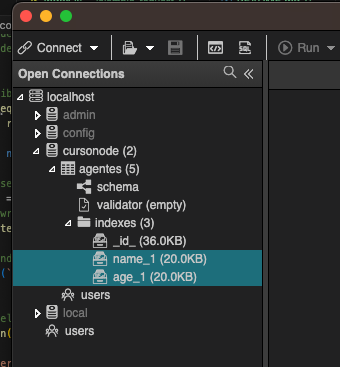 Connect
Run
Open Connections
localhost
admin
config
cursonode (2)
agentes (5)
schema
validator (empty)
indexes (3)
_id_ (36.0KB)
name_1 (20.0KB)
age_1 (20.0KB)
users
local
users